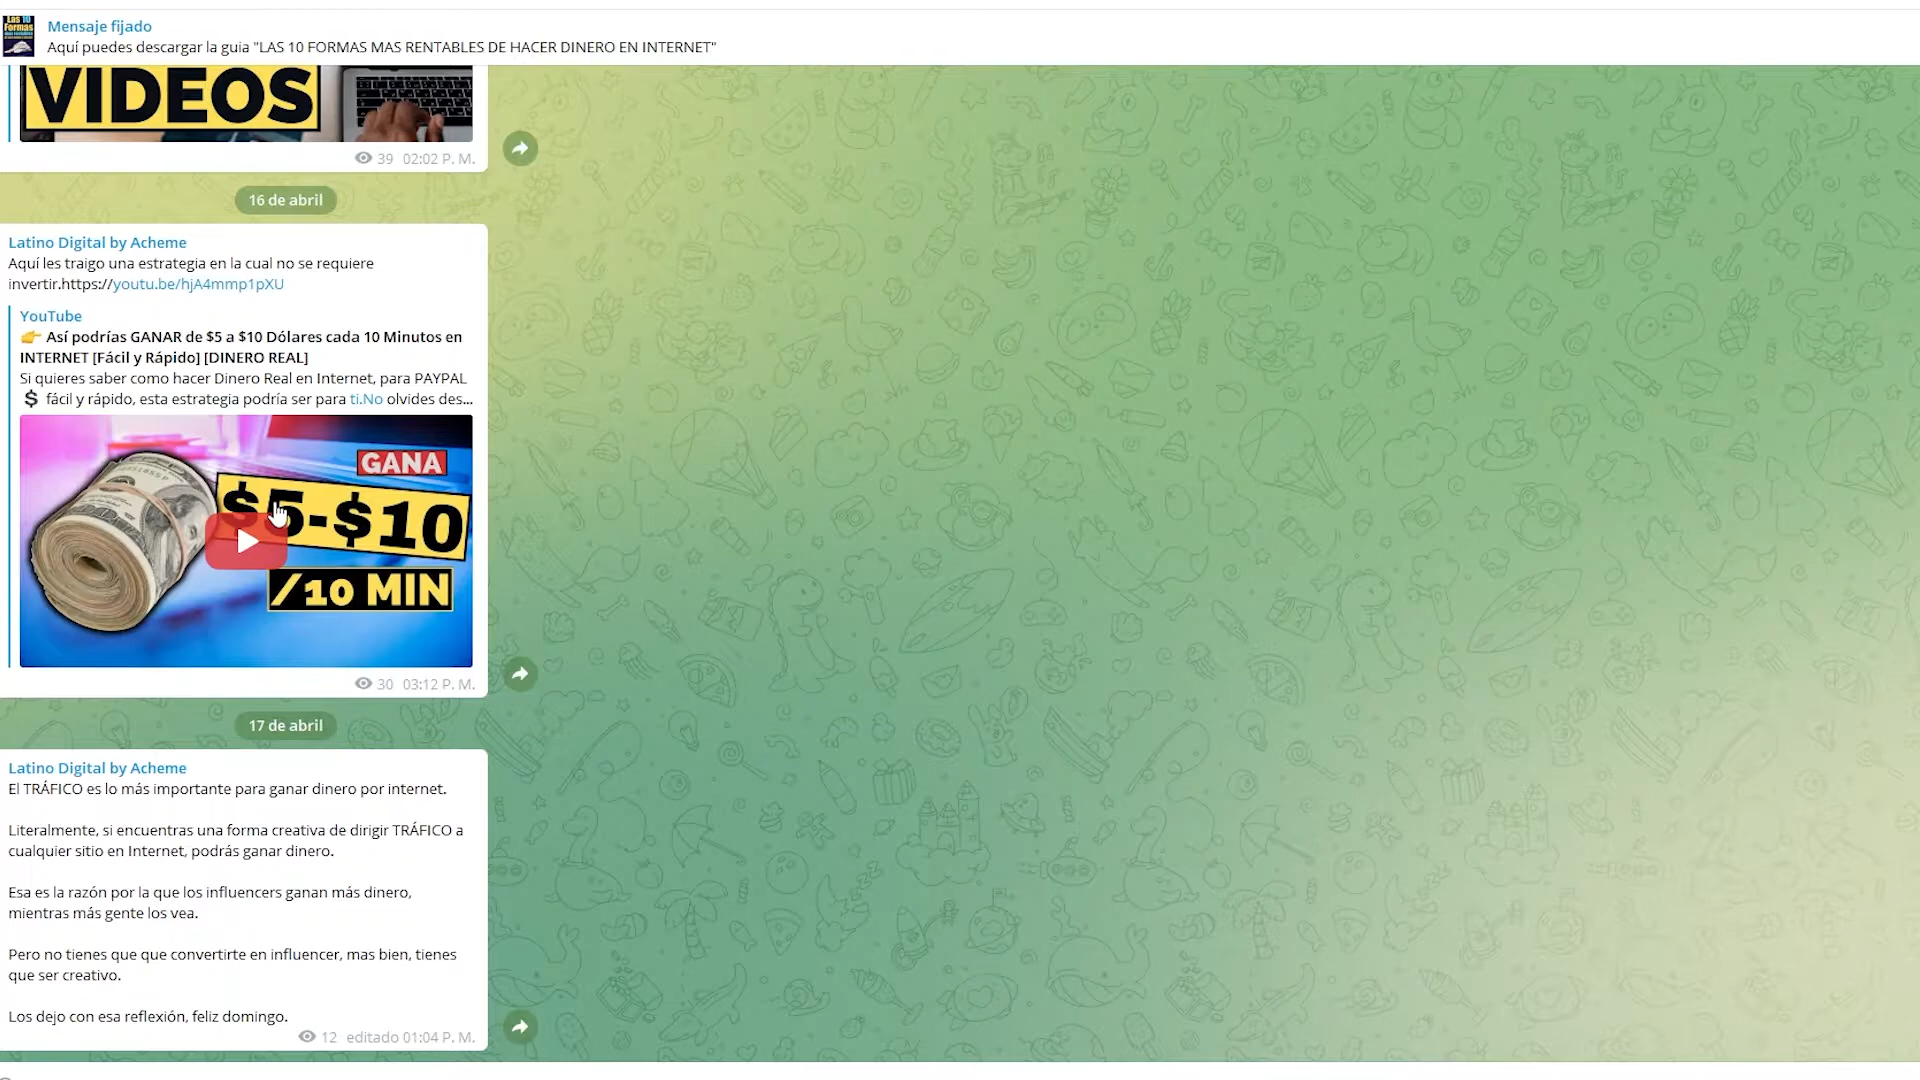 Las 10
Formas
Mensaje fijado
Aquí puedes descargar la guia "LAS 10 FORMAS MAS RENTABLES DE HACER DINERO EN INTERNET"
VIDEOS
39 02:02 P. M.
16 de abril
Latino Digital by Acheme
Aquí les traigo una estrategia en la cual no se requiere
invertir.https://youtu.be/hjA4mmp1pXU
YouTube
👉 Así podrías GANAR de $5 a $10 Dólares cada 10 Minutos en
INTERNET [Fácil y Rápido] [DINERO REAL]
Si quieres saber como hacer Dinero Real en Internet, para PAYPAL
💲 fácil y rápido, esta estrategia podría ser para ti.No olvides des...
GANA
$5-$10
/10 MIN
30 03:12 P. M.
17 de abril
Latino Digital by Acheme
El TRÁFICO es lo más importante para ganar dinero por internet.
Literalmente, si encuentras una forma creativa de dirigir TRÁFICO a
cualquier sitio en Internet, podrás ganar dinero.
Esa es la razón por la que los influencers ganan más dinero,
mientras más gente los vea.
Pero no tienes que que convertirte en influencer, mas bien, tienes
que ser creativo.
Los dejo con esa reflexión, feliz domingo.
12 editado 01:04 P. M.